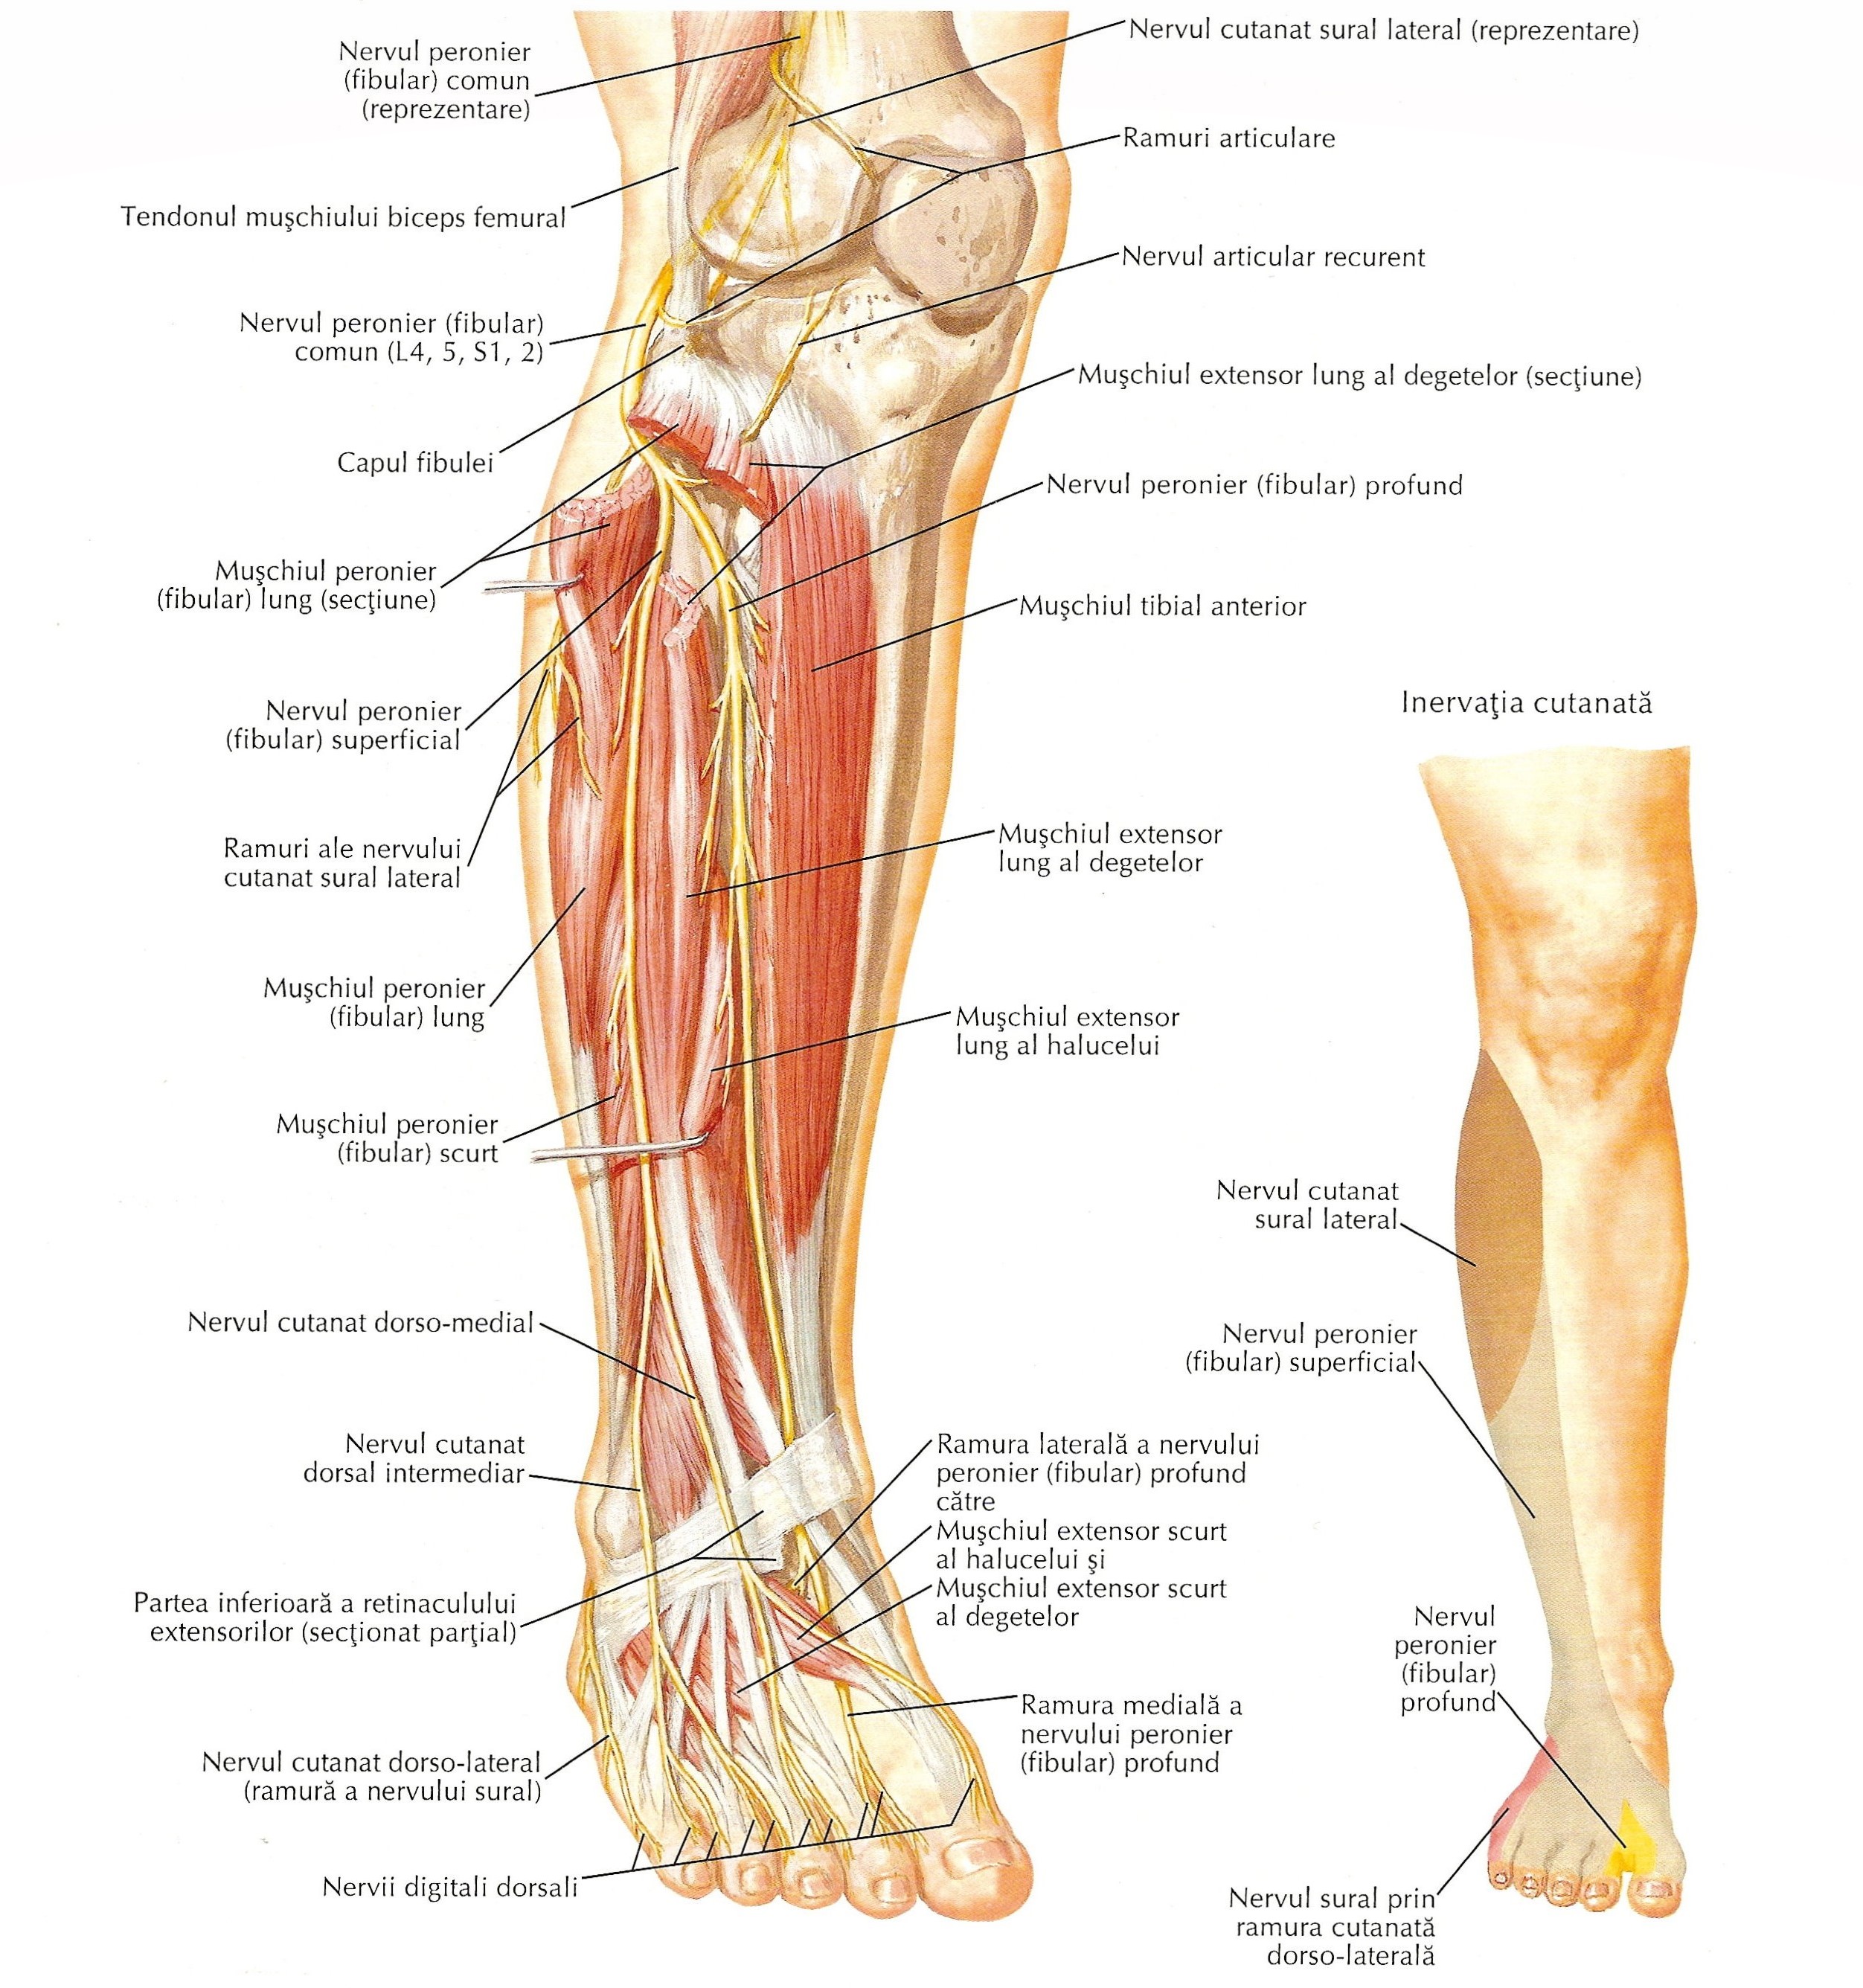 Nervul peronier
(fibular) comun
(reprezentare)
Tendonul muşchiului biceps femural
Nervul peronier (fibular)
comun (L4, 5, S1, 2)
Capul fibulei
Muşchiul peronier
(fibular) lung (secţiune)
Nervul peronier
(fibular) superficial
Ramuri ale nervului
cutanat sural lateral
Muşchiul peronier
(fibular) lung
Muşchiul peronier
(fibular) scurt
Nervul cutanat dorso-medial
Nervul cutanat
dorsal intermediar
Partea inferioară a retinaculului
extensorilor (secţionat parţial)
Nervul cutanat dorso-lateral
(ramură a nervului sural)
Nervii digitali dorsali
Nervul cutanat sural lateral (reprezentare)
Ramuri articulare
Nervul articular recurent
Muşchiul extensor lung al degetelor (secţiune)
Nervul peronier (fibular) profund
Muşchiul tibial anterior
Muşchiul extensor
lung al degetelor
Muşchiul extensor
lung al halucelui
Ramura laterală a nervului
peronier (fibular) profund
către
Muşchiul extensor scurt
al halucelui şi
Muşchiul extensor scurt
al degetelor
Ramura medială a
nervului peronier
(fibular) profund
Inervaţia cutanată
Nervul cutanat
sural lateral
Nervul peronier
(fibular) superficial
Nervul
peronier
(fibular)
profund
Nervul sural prin
ramura cutanată
dorso-laterală